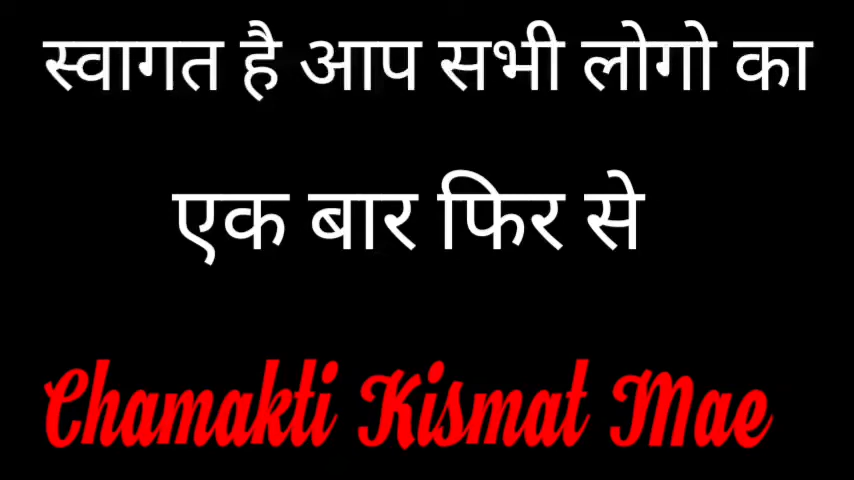 स्वागत है आप सभी लोगो का
एक बार फिर से
Chamakti Kismat Mae